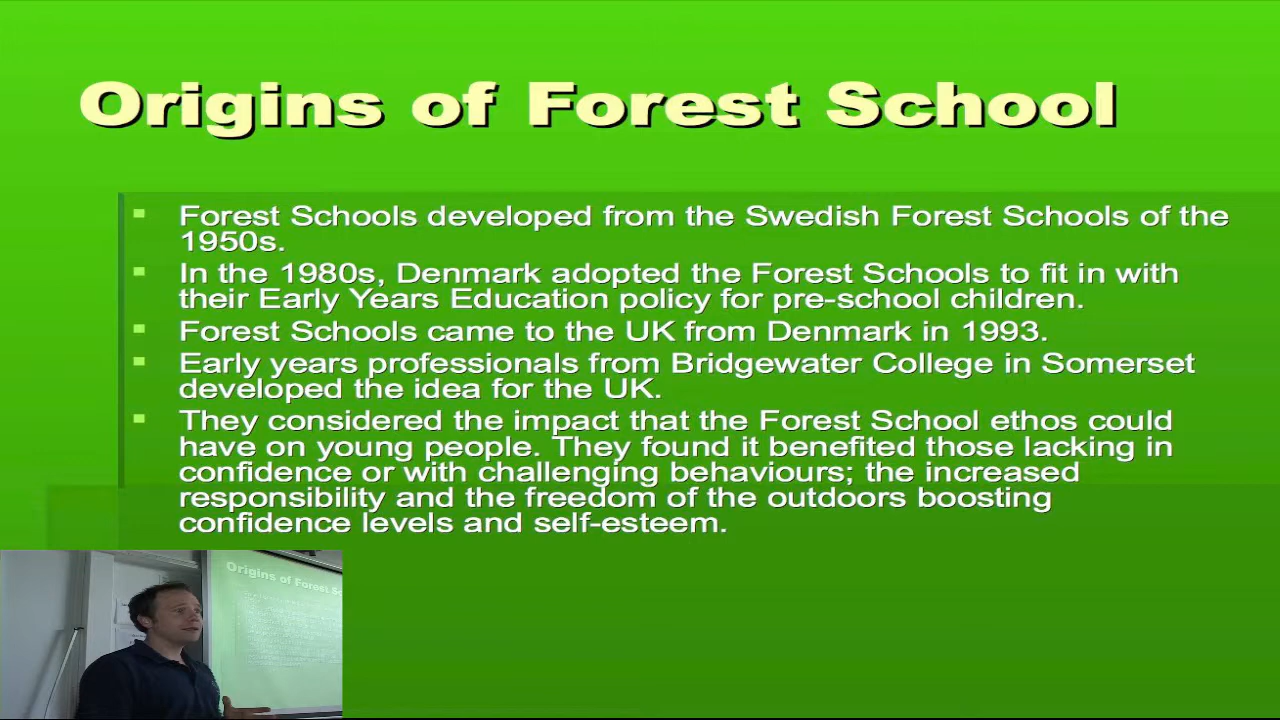 Origins of Forest School
Forest Schools developed from the Swedish Forest Schools of the
1950s.
In the 1980s, Denmark adopted the Forest Schools to fit in with
their Early Years Education policy for pre-school children.
Forest Schools came to the UK from Denmark in 1993.
Early years professionals from Bridgewater College in Somerset
developed the idea for the UK.
They considered the impact that the Forest School ethos could
have on young people. They found it benefited those lacking in
confidence or with challenging behaviours; the increased
responsibility and the freedom of the outdoors boosting
confidence levels and self-esteem.
Origins of Forest